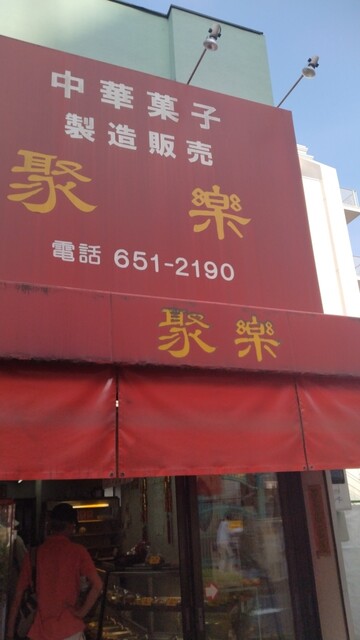 中華菓子
製造販売
聚楽
電話 651-2190
聚楽